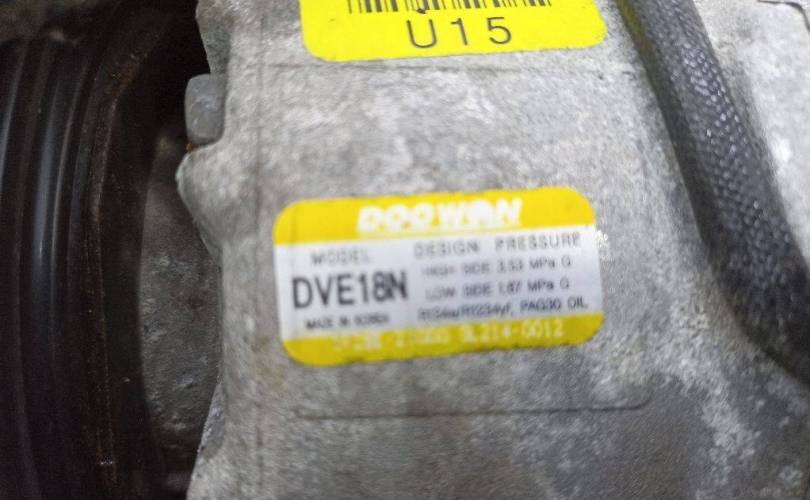 U15
DOOWON
MODEL
DESIGN PRESSURE
DVE18N
HIGH SIDE 3.53 MPa G
LOW SIDE 1.67 MPa G
R134a/R1234yf, PAG30 OIL
MADE IN KOREA